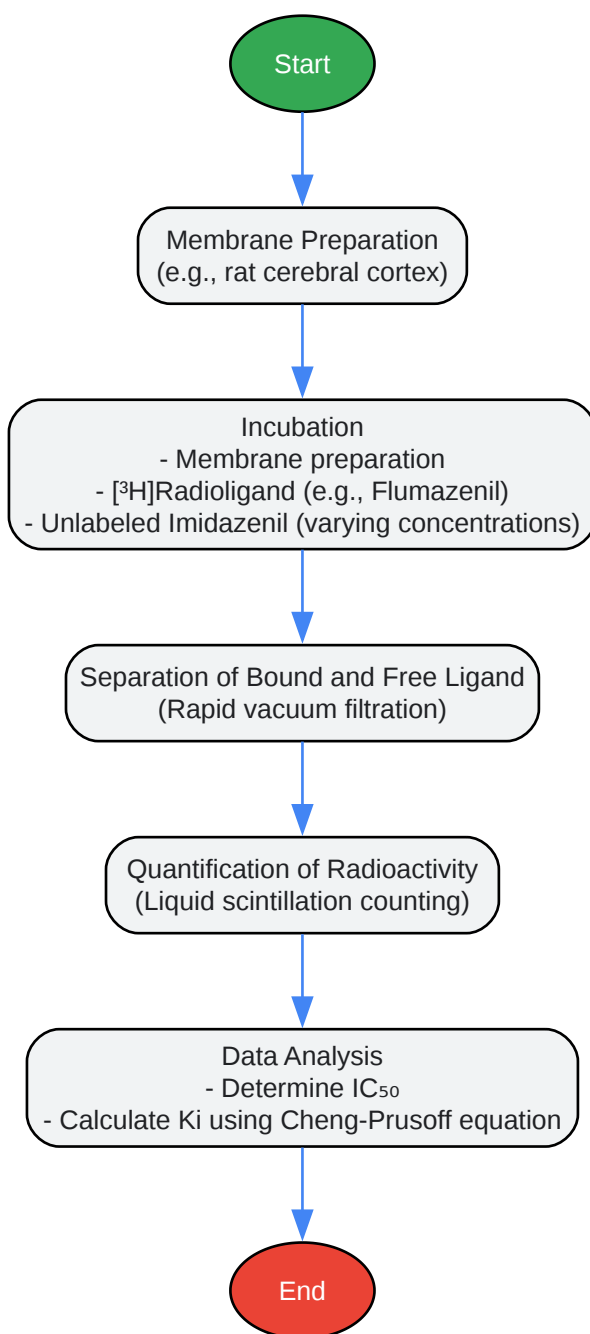 Start
Membrane Preparation
(e.g., rat cerebral cortex)
Incubation
- Membrane preparation
- [³H]Radioligand (e.g., Flumazenil)
- Unlabeled Imidazenil (varying concentrations)
Separation of Bound and Free Ligand
(Rapid vacuum filtration)
Quantification of Radioactivity
(Liquid scintillation counting)
Data Analysis
- Determine IC₅₀
- Calculate Ki using Cheng-Prusoff equation
End